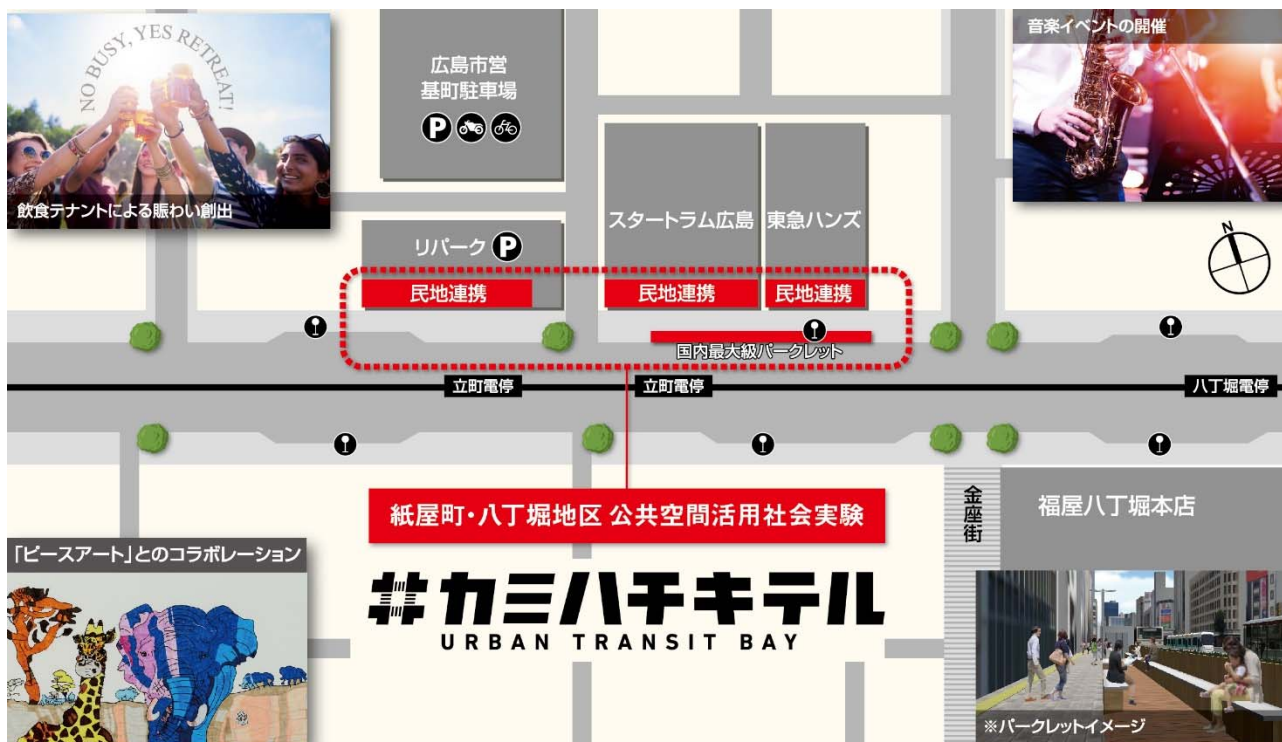 NO BUSY, YES RETREAT!
飲食テナントによる賑わい創出
広島市営
基町駐車場
P
音楽イベントの開催
N
リパーク P
スタートラム広島
東急ハンズ
民地連携
民地連携
民地連携
国内最大級パークレット
立町電停
立町電停
八丁堀電停
紙屋町・八丁堀地区 公共空間活用社会実験
#カミハチキテル
URBAN TRANSIT BAY
金座街
福屋八丁堀本店
「ピースアート」とのコラボレーション
※パークレットイメージ